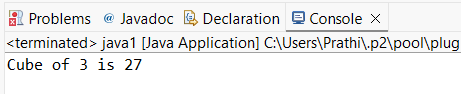 Problems @ Javadoc Declaration Console
<terminated> java1 [Java Application] C:\Users\Prathi\.p2\pool\plug
Cube of 3 is 27